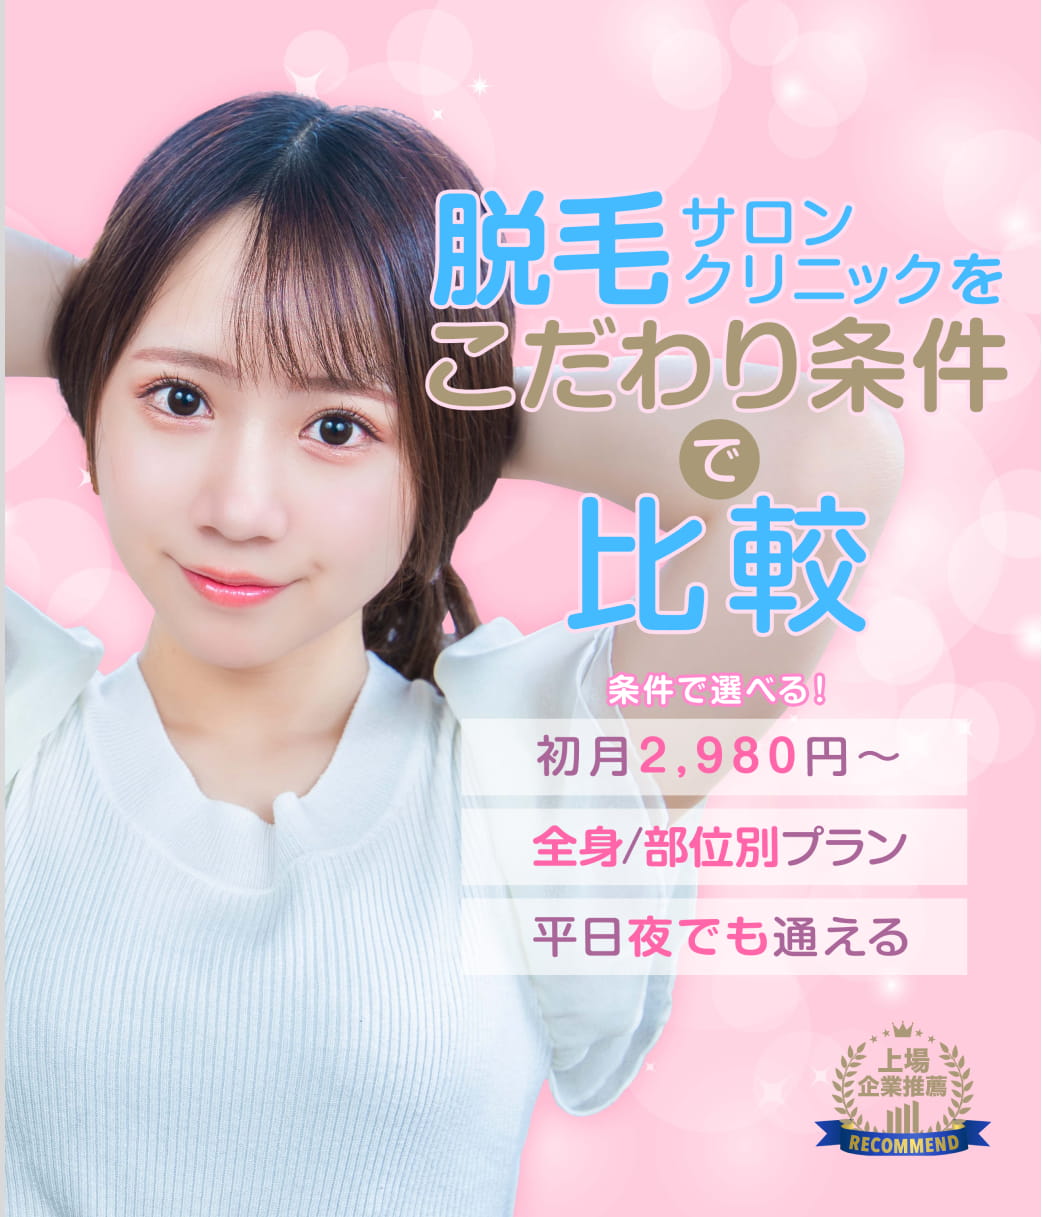 脱毛サロン
クリニックを
こだわり条件
で
比較
条件で選べる!
初月2,980円～
全身/部位別プラン
平日夜でも通える
上場
企業推薦
RECOMMEND